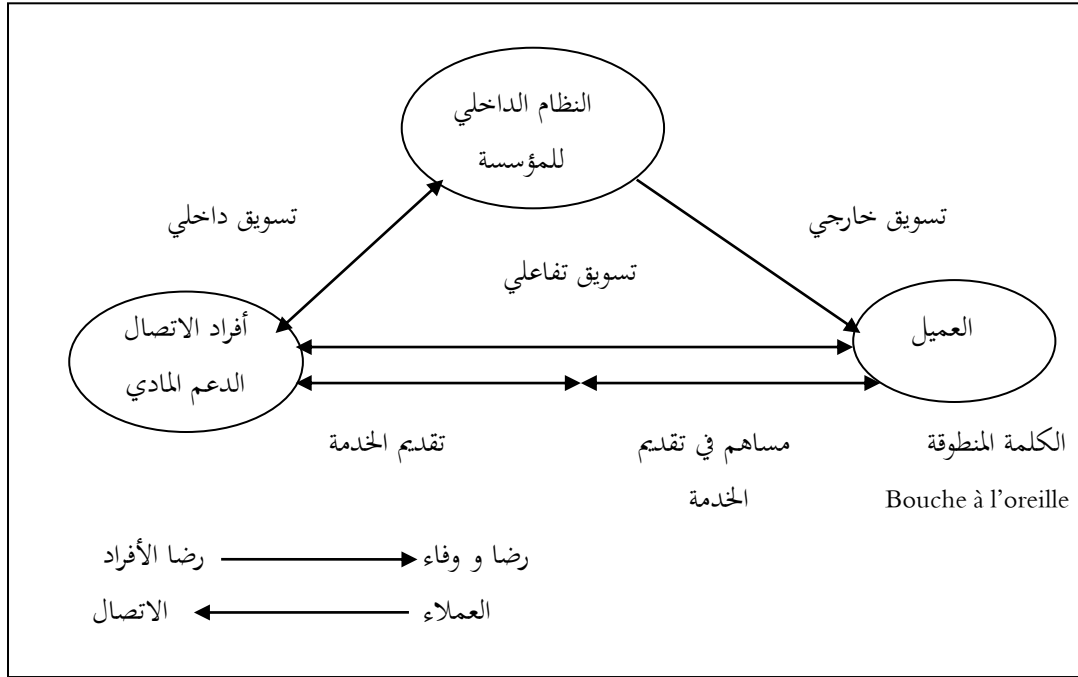 النظام الداخلي
للمؤسسة
تسويق خارجي
تسويق داخلي
تسويق تفاعلي
العميل
أفراد الاتصال
الدعم المادي
الكلمة المنطوقة
Bouche à l’oreille
مساهم في تقديم
الخدمة
تقديم الخدمة
رضا و وفاء
رضا الأفراد
العملاء
الاتصال